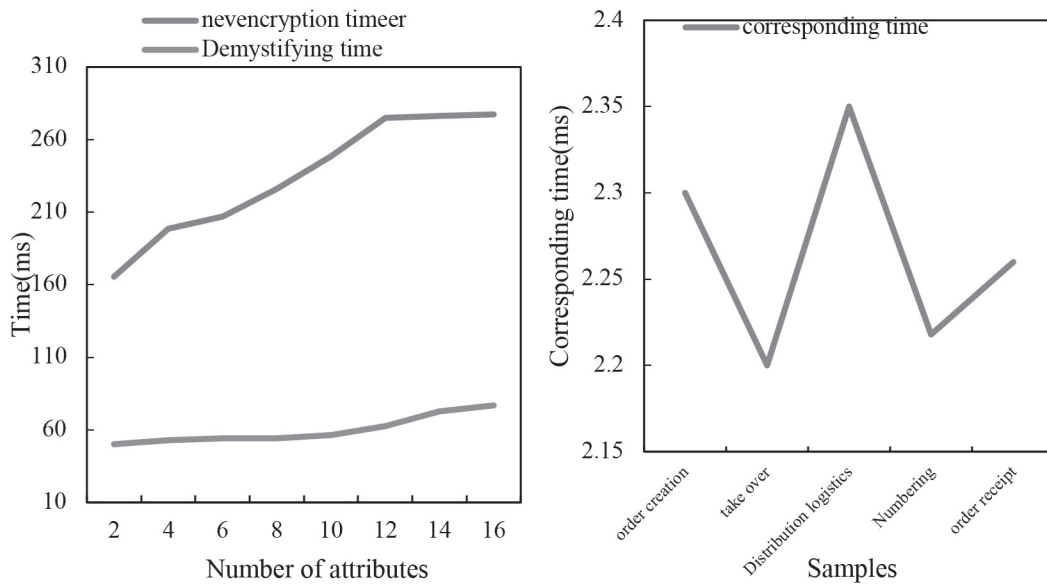 nevencryption timeer
Demystifying time
310
260
210
160
110
60
10
Time(ms)
2 4 6 8 10 12 14 16
Number of attributes
corresponding time
2.4
2.35
2.3
2.25
2.2
2.15
Corresponding time(ms)
order creation
take over
Distribution logistics
Numbering
order receipt
Samples